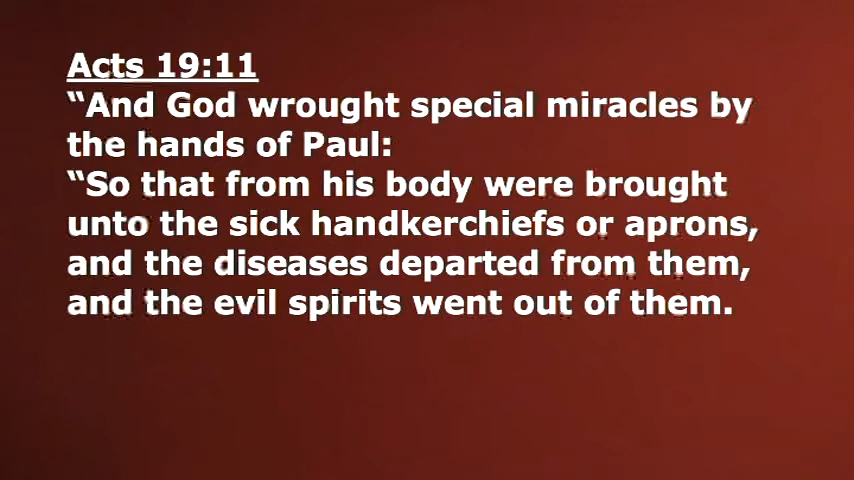 Acts 19:11
“And God wrought special miracles by
the hands of Paul:
“So that from his body were brought
unto the sick handkerchiefs or aprons,
and the diseases departed from them,
and the evil spirits went out of them.